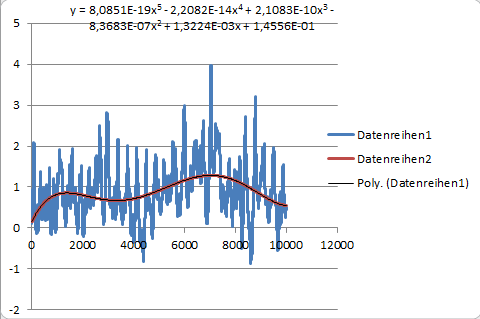 y = 8,0851E-19x⁵ - 2,2082E-14x⁴ + 2,1083E-10x³ -
8,3683E-07x² + 1,3224E-03x + 1,4556E-01
5
4
3
2
1
0
-1
-2
0 2000 4000 6000 8000 10000 12000
Datenreihen1
Datenreihen2
Poly. (Datenreihen1)